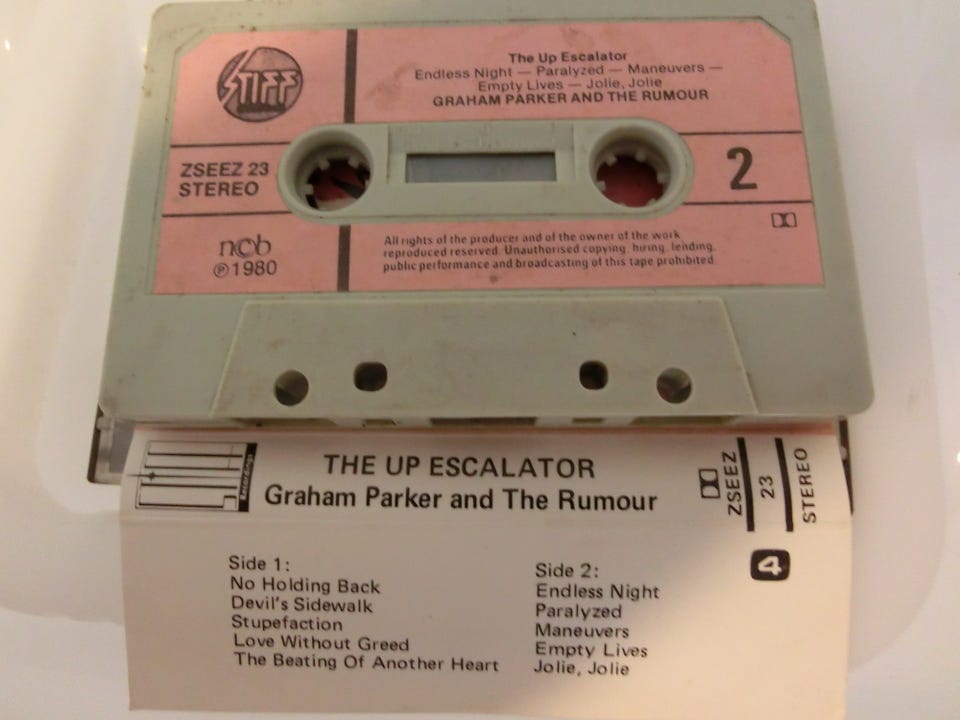 STIFF
The Up Escalator
Endless Night — Paralyzed — Maneuvers —
Empty Lives — Jolie, Jolie
GRAHAM PARKER AND THE RUMOUR
ZSEEZ 23
STEREO
2
ncb
℗ 1980
All rights of the producer and of the owner of the work
reproduced reserved. Unauthorised copying, hiring, lending,
public performance and broadcasting of this tape prohibited.
Recordings
THE UP ESCALATOR
Graham Parker and The Rumour
ZSEEZ
23
STEREO
4
Side 1:
No Holding Back
Devil's Sidewalk
Stupefaction
Love Without Greed
The Beating Of Another Heart
Side 2:
Endless Night
Paralyzed
Maneuvers
Empty Lives
Jolie, Jolie